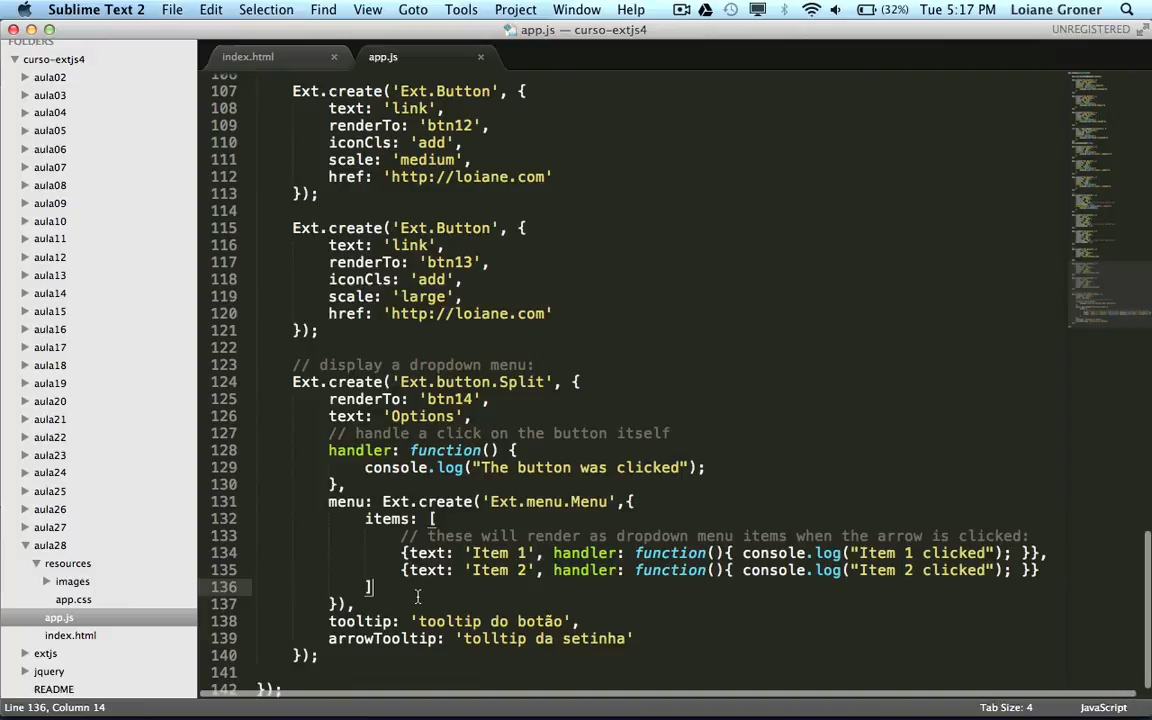 Sublime Text 2 File Edit Selection Find View Goto Tools Project Window Help (32%) Tue 5:17 PM Loiane Groner
app.js — curso-extjs4
UNREGISTERED
FOLDERS
curso-extjs4
aula02
aula03
aula04
aula05
aula06
aula07
aula08
aula09
aula10
aula11
aula12
aula13
aula14
aula15
aula16
aula17
aula18
aula19
aula20
aula21
aula22
aula23
aula24
aula25
aula26
aula27
aula28
resources
images
app.css
app.js
index.html
extjs
jquery
README
index.html × app.js ×
106
107 Ext.create('Ext.Button', {
108 text: 'link',
109 renderTo: 'btn12',
110 iconCls: 'add',
111 scale: 'medium',
112 href: 'http://loiane.com'
113 });
114
115 Ext.create('Ext.Button', {
116 text: 'link',
117 renderTo: 'btn13',
118 iconCls: 'add',
119 scale: 'large',
120 href: 'http://loiane.com'
121 });
122
123 // display a dropdown menu:
124 Ext.create('Ext.button.Split', {
125 renderTo: 'btn14',
126 text: 'Options',
127 // handle a click on the button itself
128 handler: function() {
129 console.log("The button was clicked");
130 },
131 menu: Ext.create('Ext.menu.Menu',{
132 items: [
133 // these will render as dropdown menu items when the arrow is clicked:
134 {text: 'Item 1', handler: function(){ console.log("Item 1 clicked"); }},
135 {text: 'Item 2', handler: function(){ console.log("Item 2 clicked"); }}
136 ]
137 }),
138 tooltip: 'tooltip do botão',
139 arrowTooltip: 'tolltip da setinha'
140 });
141
142 });
Line 136, Column 14
Tab Size: 4
JavaScript